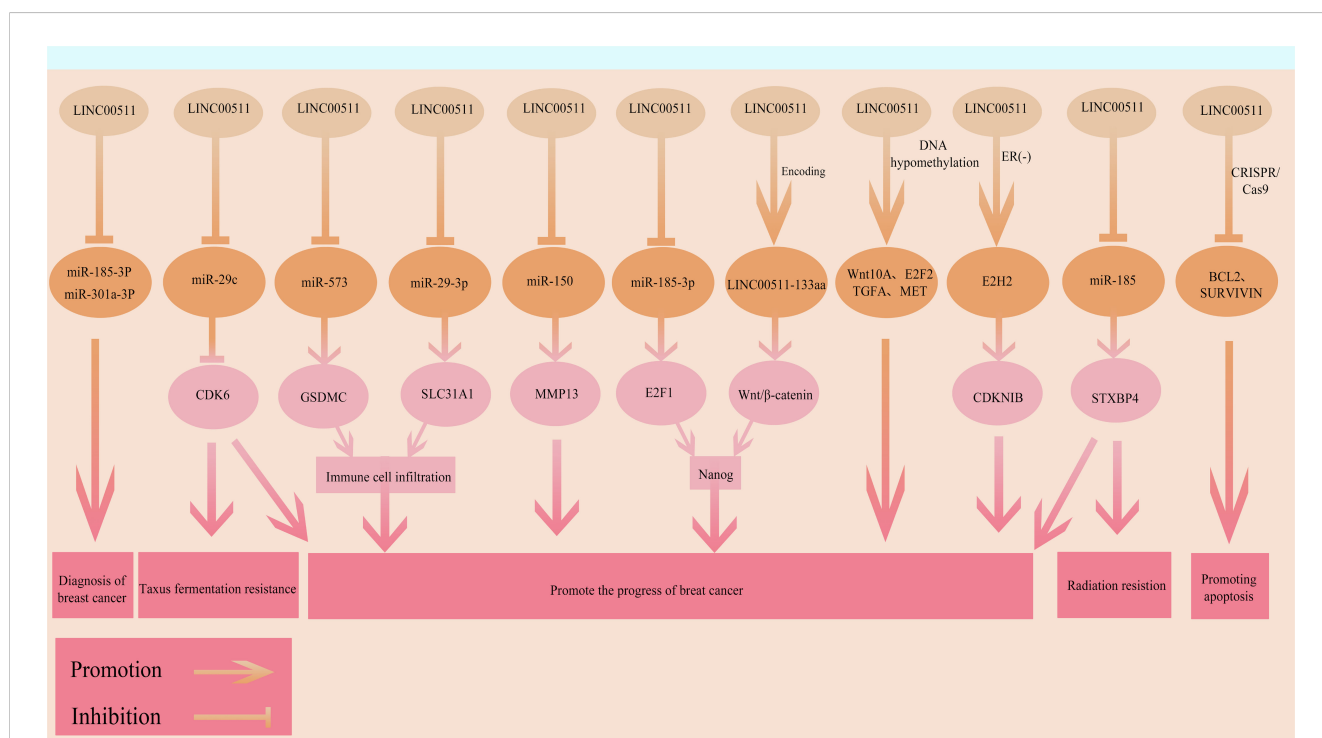 LINC00511
LINC00511
LINC00511
LINC00511
LINC00511
LINC00511
LINC00511
LINC00511
LINC00511
LINC00511
LINC00511
Encoding
DNA
hypomethylation
ER(-)
CRISPR/
Cas9
miR-185-3P
miR-301a-3P
miR-29c
miR-573
miR-29-3p
miR-150
miR-185-3p
LINC00511-133aa
Wnt10A、E2F2
TGFA、MET
E2H2
miR-185
BCL2、
SURVIVIN
CDK6
GSDMC
SLC31A1
MMP13
E2F1
Wnt/β-catenin
CDKNIB
STXBP4
Immune cell infiltration
Nanog
Diagnosis of
breast cancer
Taxus fermentation resistance
Promote the progress of breat cancer
Radiation resistion
Promoting
apoptosis
Promotion
Inhibition